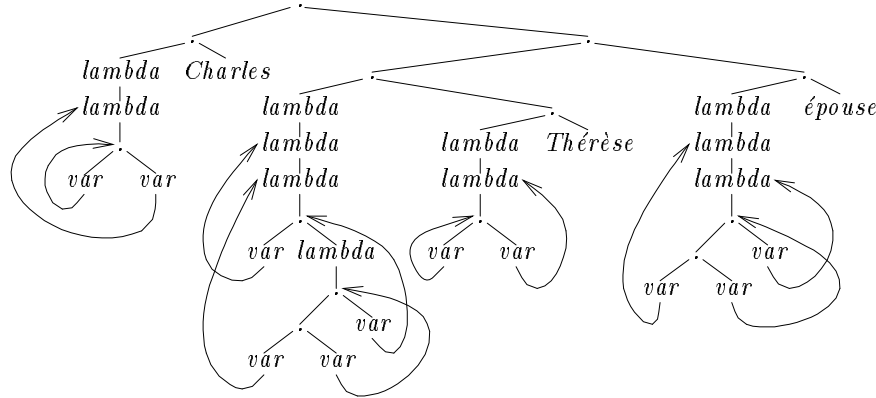 lambda Charles
lambda lambda lambda épouse
lambda lambda Thérèse lambda
var var lambda lambda lambda
var lambda var var var
var var var
var var